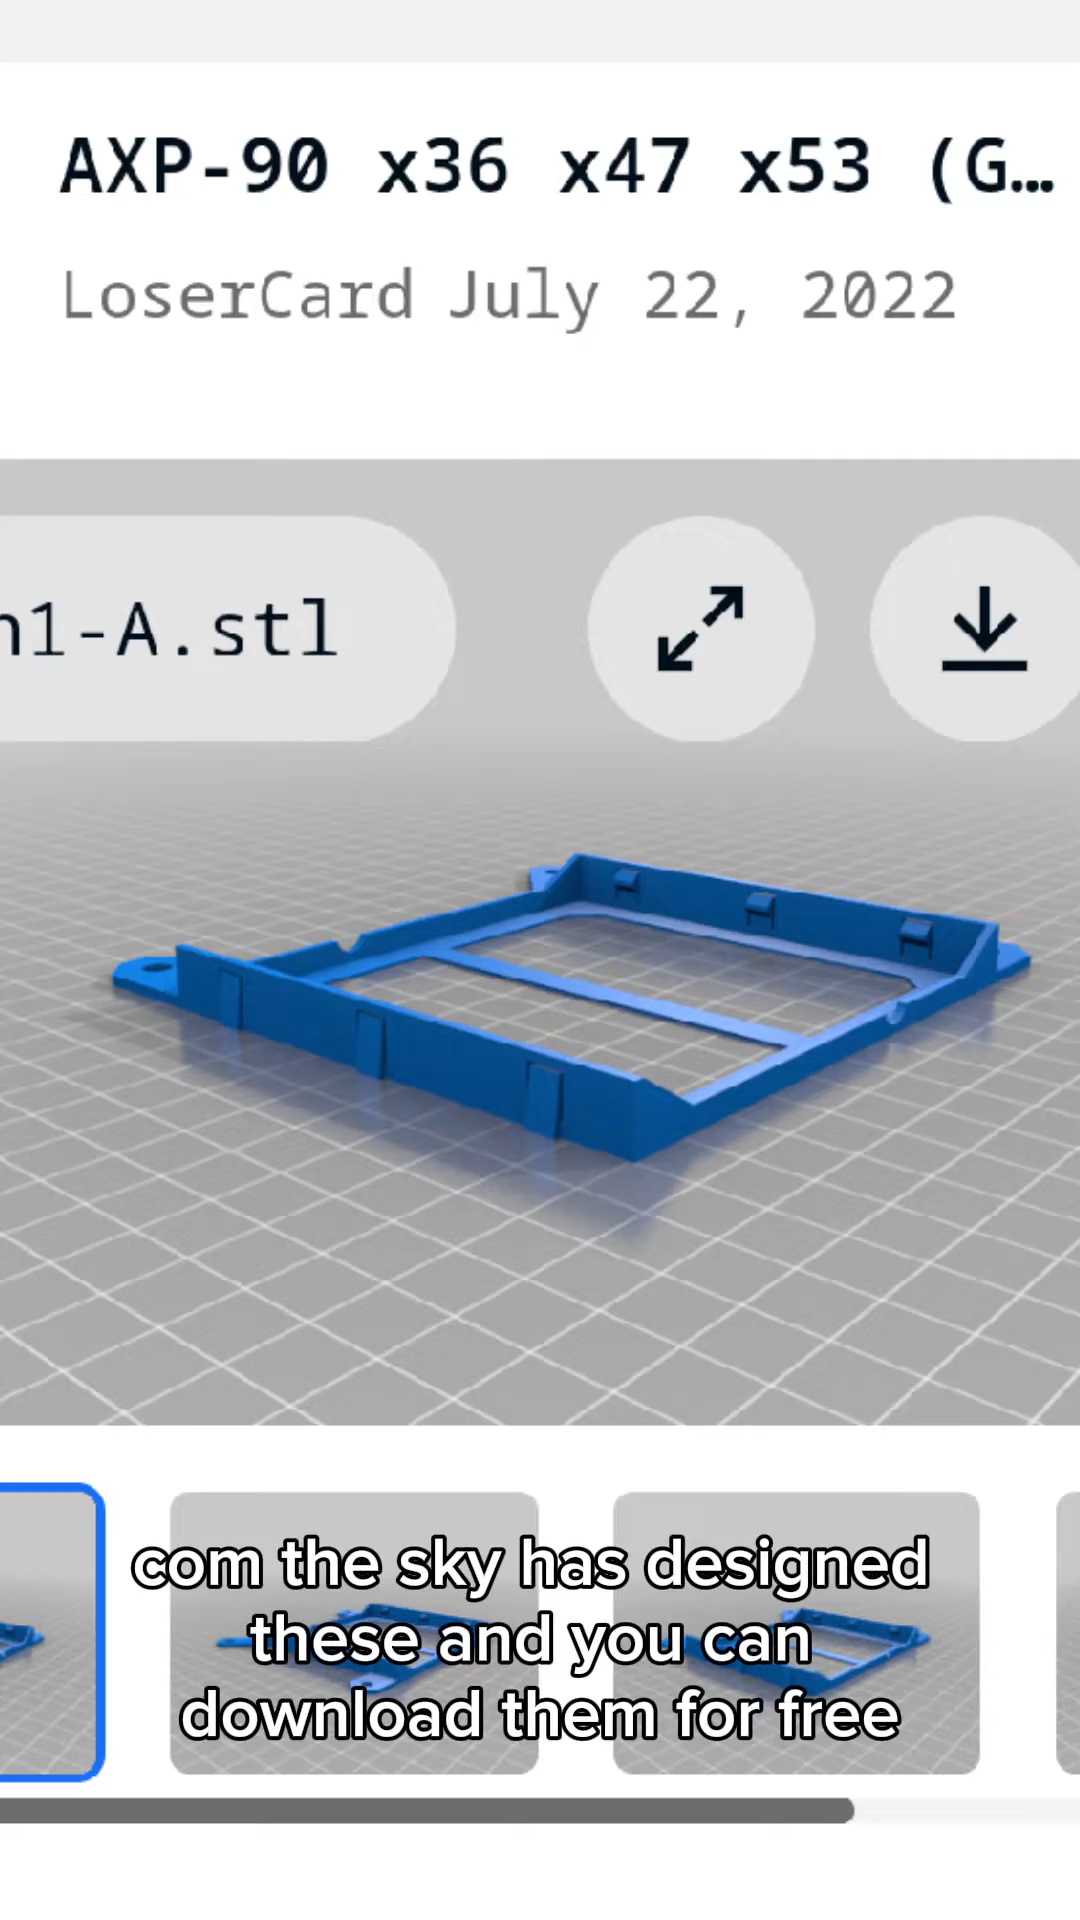 AXP-90 x36 x47 x53 (G…
LoserCard July 22, 2022
n1-A.stl
com the sky has designed
these and you can
download them for free